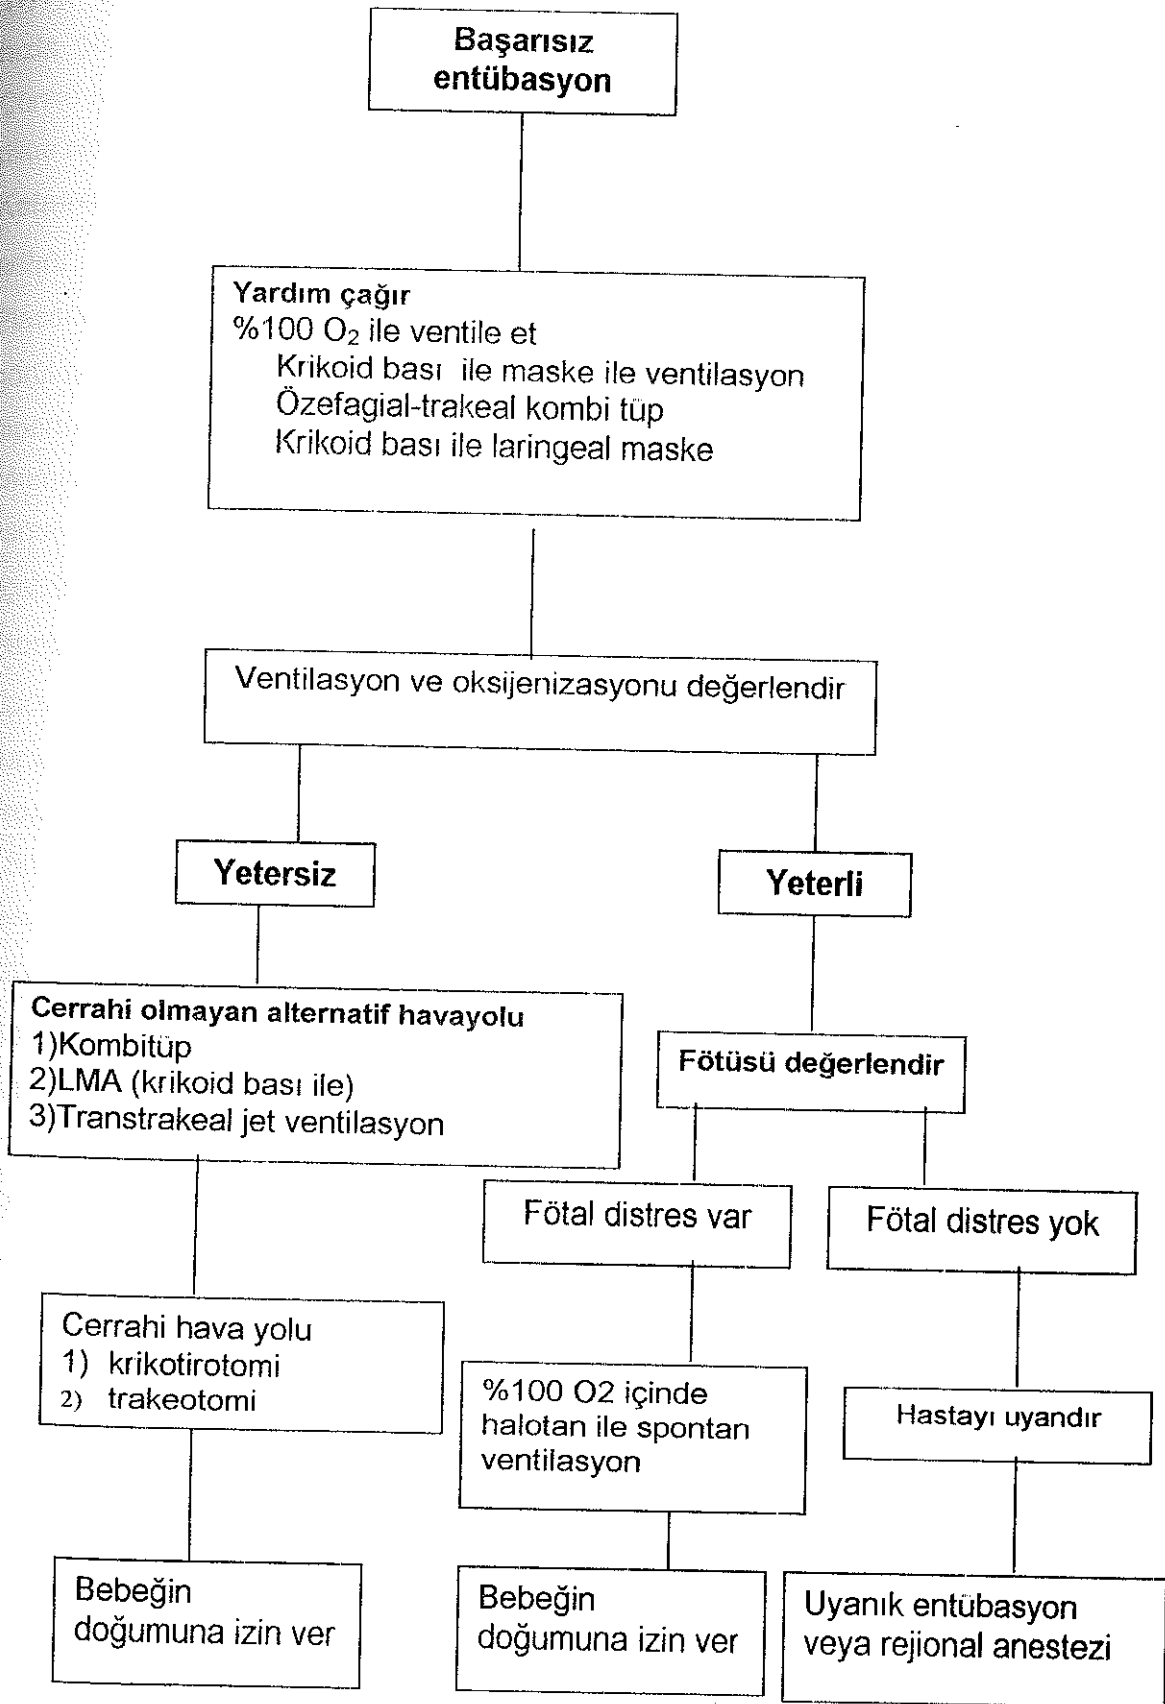 Başarısız
entübasyon
Yardım çağır
%100 O₂ ile ventile et
Krikoid bası ile maske ile ventilasyon
Özefagial-trakeal kombi tüp
Krikoid bası ile laringeal maske
Ventilasyon ve oksijenizasyonu değerlendir
Yetersiz
Yeterli
Cerrahi olmayan alternatif havayolu
1)Kombitüp
2)LMA (krikoid bası ile)
3)Transtrakeal jet ventilasyon
Fötüsü değerlendir
Fötal distres var
Fötal distres yok
Cerrahi hava yolu
1) krikotirotomi
2) trakeotomi
%100 O2 içinde
halotan ile spontan
ventilasyon
Hastayı uyandır
Bebeğin
doğumuna izin ver
Bebeğin
doğumuna izin ver
Uyanık entübasyon
veya rejional anestezi